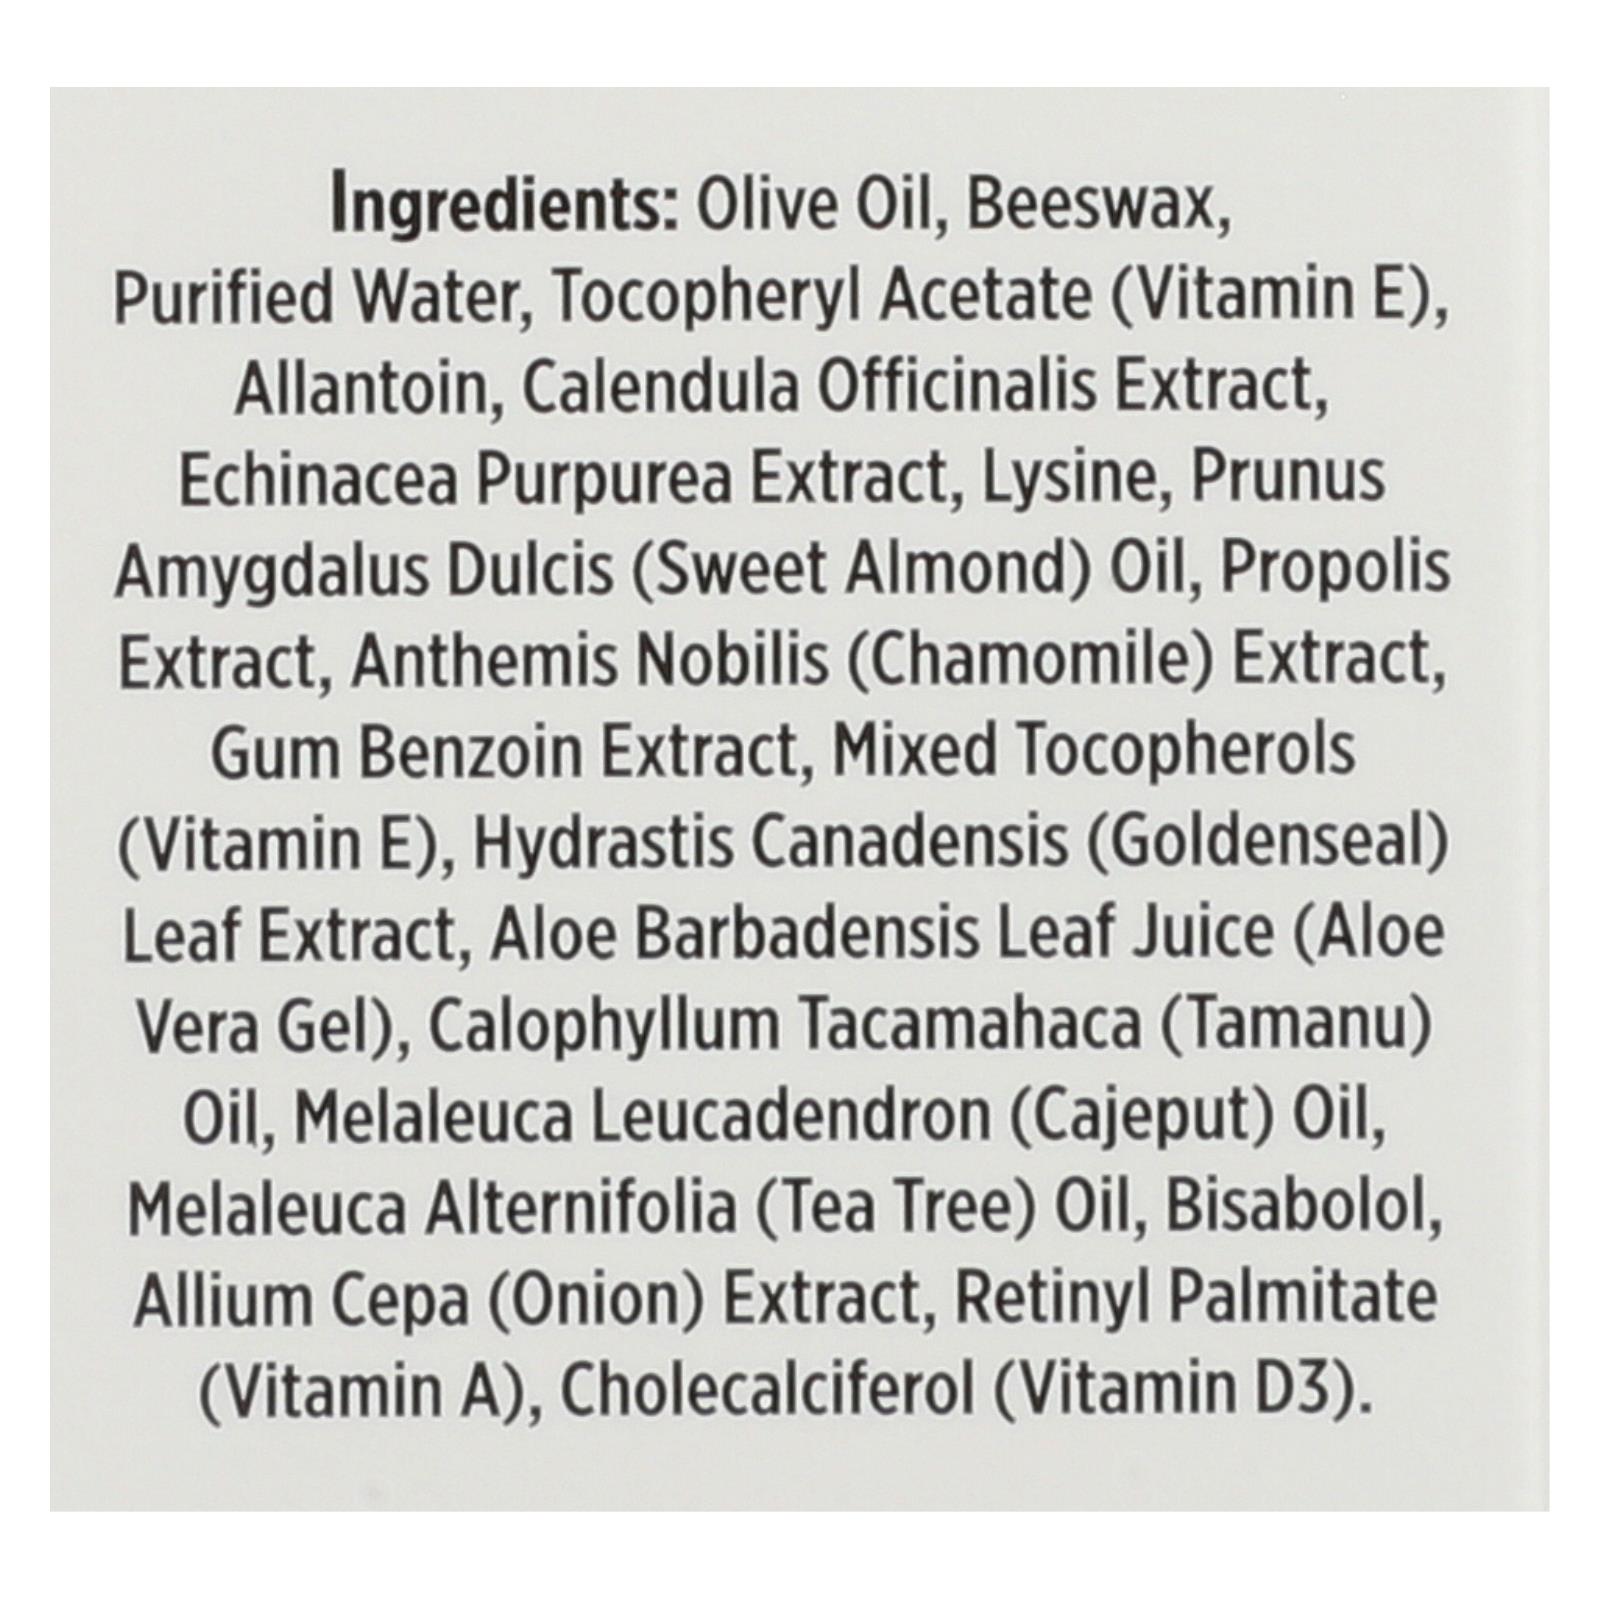 Ingredients: Olive Oil, Beeswax,
Purified Water, Tocopheryl Acetate (Vitamin E),
Allantoin, Calendula Officinalis Extract,
Echinacea Purpurea Extract, Lysine, Prunus
Amygdalus Dulcis (Sweet Almond) Oil, Propolis
Extract, Anthemis Nobilis (Chamomile) Extract,
Gum Benzoin Extract, Mixed Tocopherols
(Vitamin E), Hydrastis Canadensis (Goldenseal)
Leaf Extract, Aloe Barbadensis Leaf Juice (Aloe
Vera Gel), Calophyllum Tacamahaca (Tamanu)
Oil, Melaleuca Leucadendron (Cajeput) Oil,
Melaleuca Alternifolia (Tea Tree) Oil, Bisabolol,
Allium Cepa (Onion) Extract, Retinyl Palmitate
(Vitamin A), Cholecalciferol (Vitamin D3).